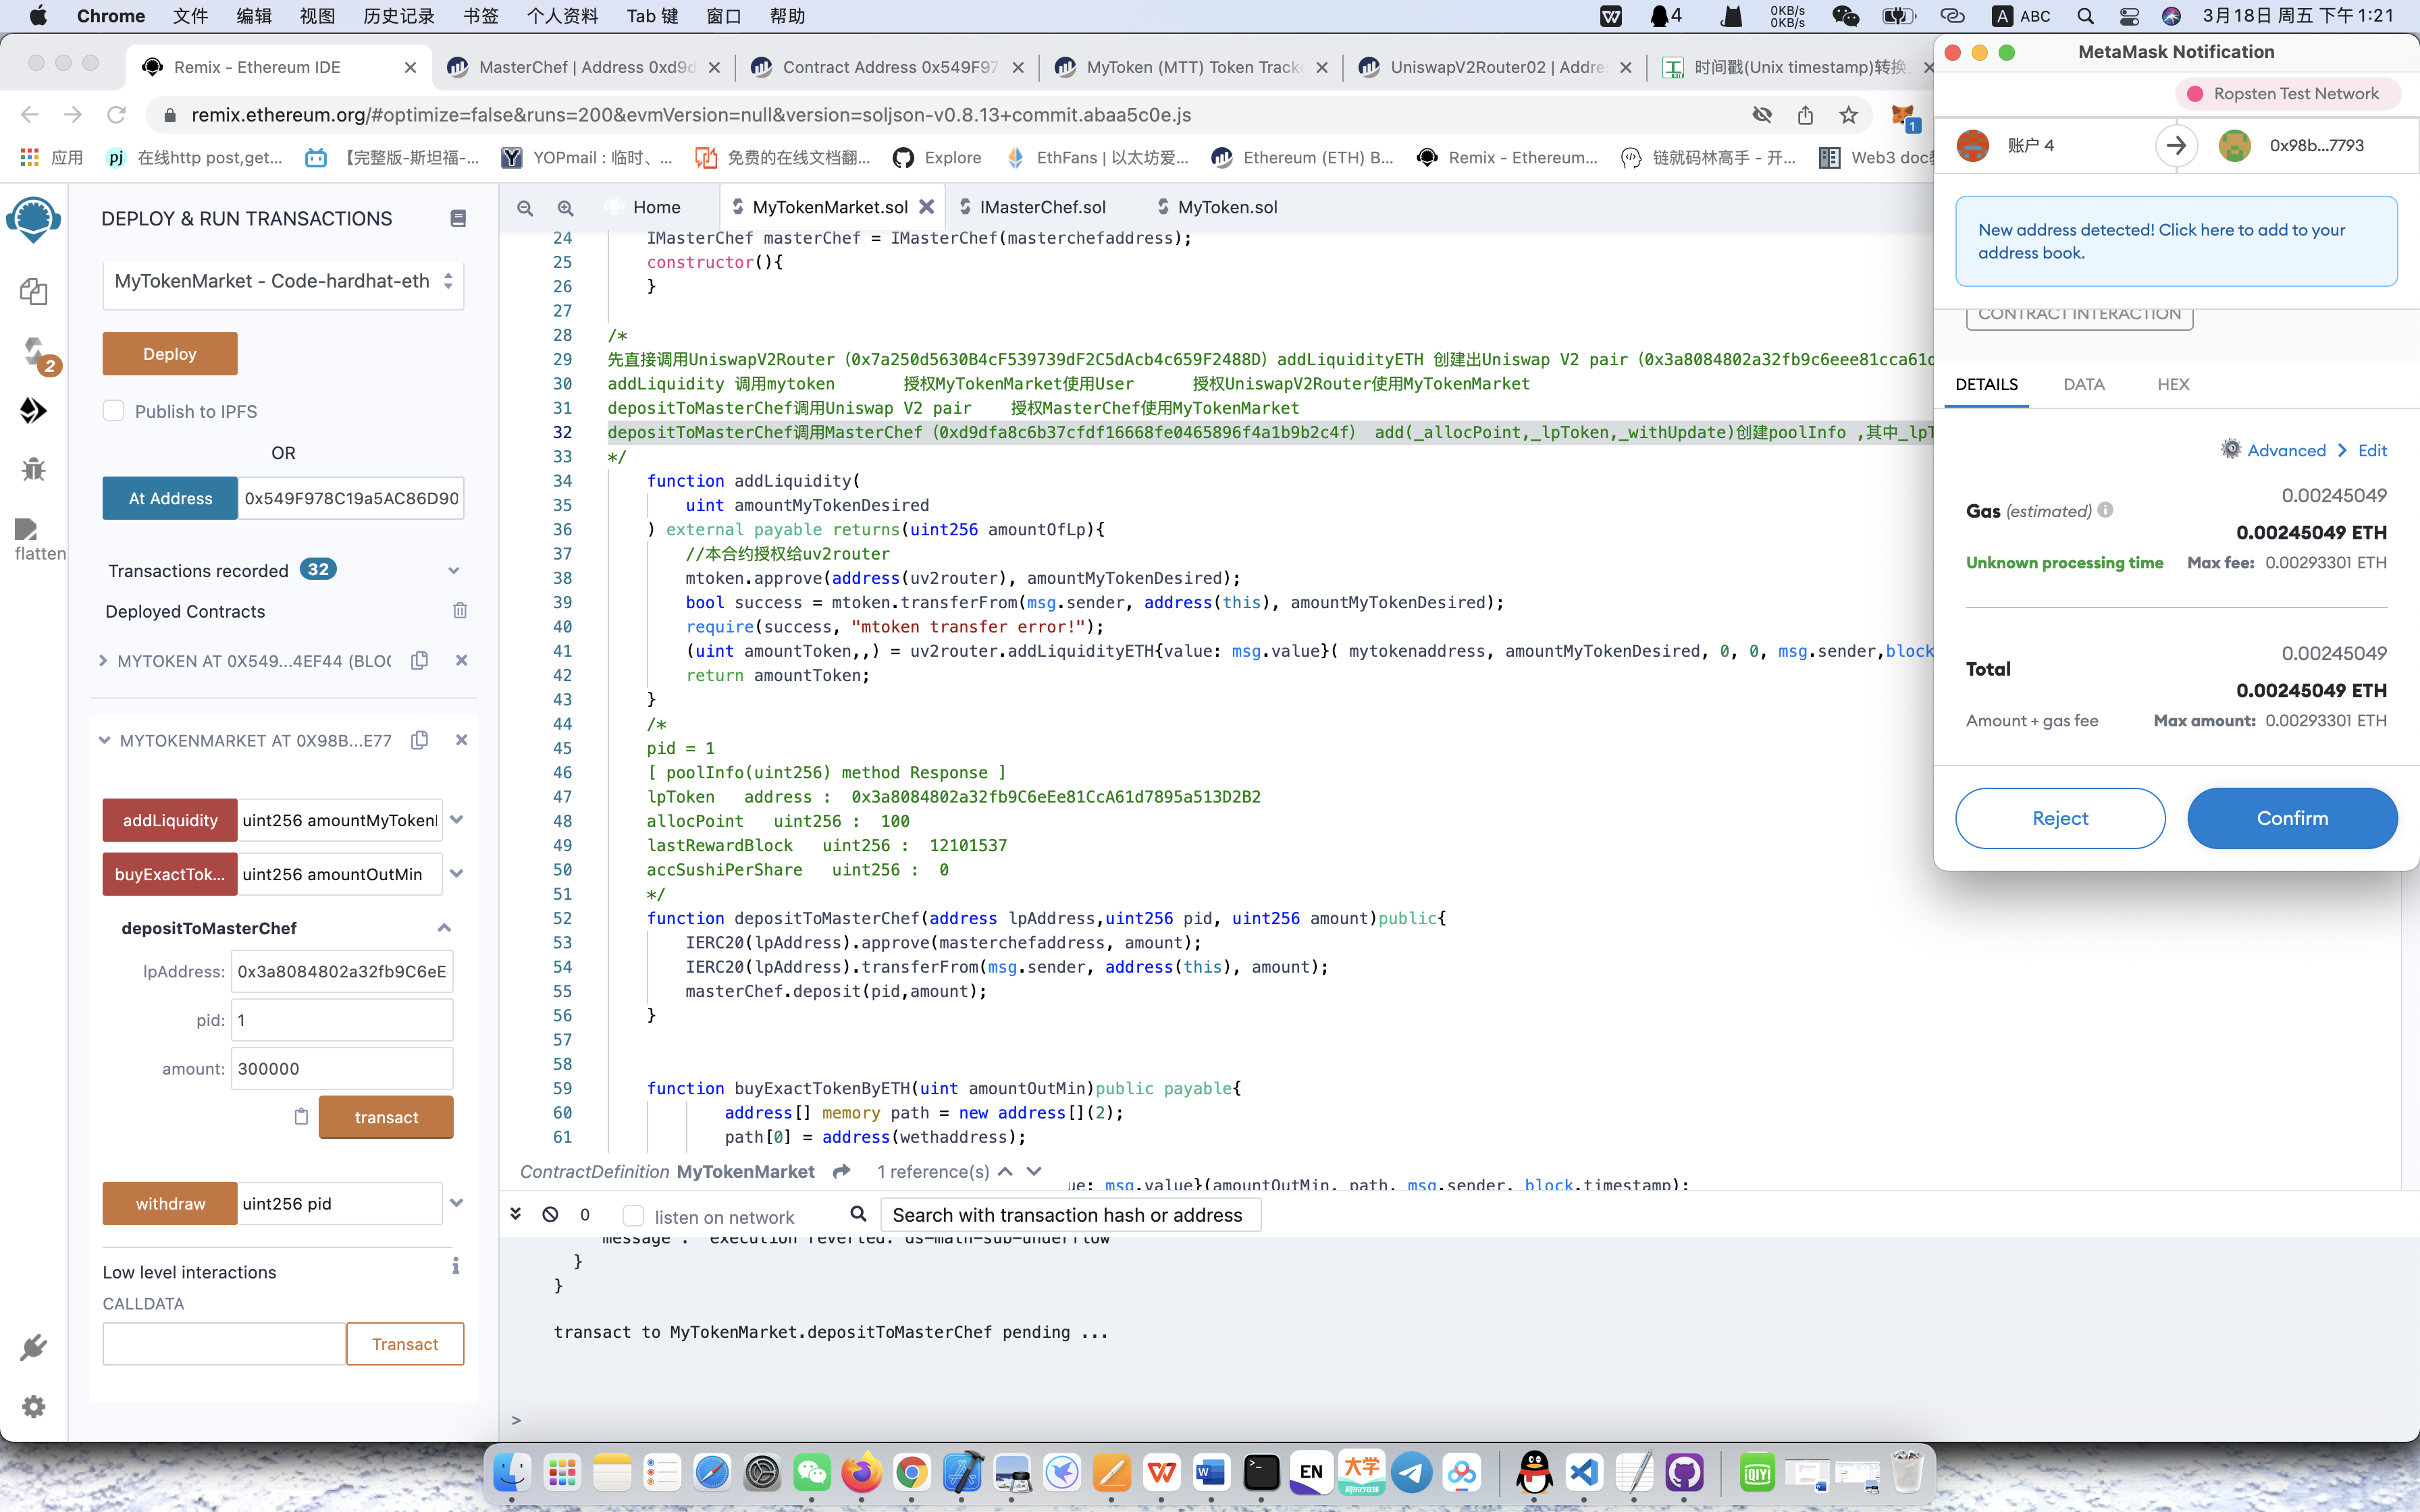 Chrome 文件 编辑 视图 历史记录 书签 个人资料 Tab 键 窗口 帮助
4 0KB/s 0KB/s A ABC 3月18日 周五 下午1:21
Remix - Ethereum IDE
MasterChef | Address 0xd9d
Contract Address 0x549F97
MyToken (MTT) Token Tracke
UniswapV2Router02 | Addre
时间戳(Unix timestamp)转换
remix.ethereum.org/#optimize=false&runs=200&evmVersion=null&version=soljson-v0.8.13+commit.abaa5c0e.js
1
应用
pj 在线http post,get...
【完整版-斯坦福-...
YOPmail : 临时、...
免费的在线文档翻...
Explore
EthFans | 以太坊爱...
Ethereum (ETH) B...
Remix - Ethereum...
链就码林高手 - 开...
Web3 doc
DEPLOY & RUN TRANSACTIONS
MyTokenMarket - Code-hardhat-eth
Deploy
Publish to IPFS
OR
At Address 0x549F978C19a5AC86D90
2
flatten
Transactions recorded 32
Deployed Contracts
MYTOKEN AT 0X549...4EF44 (BLOC
MYTOKENMARKET AT 0X98B...E77
addLiquidity uint256 amountMyTokenI
buyExactTok... uint256 amountOutMin
depositToMasterChef
lpAddress: 0x3a8084802a32fb9C6eE
pid: 1
amount: 300000
transact
withdraw uint256 pid
Low level interactions
CALLDATA
Transact
Home
MyTokenMarket.sol
IMasterChef.sol
MyToken.sol
24 IMasterChef masterChef = IMasterChef(masterchefaddress);
25 constructor(){
26 }
27
28 /*
29 先直接调用UniswapV2Router（0x7a250d5630B4cF539739dF2C5dAcb4c659F2488D）addLiquidityETH 创建出Uniswap V2 pair（0x3a8084802a32fb9c6eee81cca61d
30 addLiquidity 调用mytoken 授权MyTokenMarket使用User 授权UniswapV2Router使用MyTokenMarket
31 depositToMasterChef调用Uniswap V2 pair 授权MasterChef使用MyTokenMarket
32 depositToMasterChef调用MasterChef（0xd9dfa8c6b37cfdf16668fe0465896f4a1b9b2c4f） add(_allocPoint,_lpToken,_withUpdate)创建poolInfo ,其中_lpT
33 */
34 function addLiquidity(
35 uint amountMyTokenDesired
36 ) external payable returns(uint256 amountOfLp){
37 //本合约授权给uv2router
38 mtoken.approve(address(uv2router), amountMyTokenDesired);
39 bool success = mtoken.transferFrom(msg.sender, address(this), amountMyTokenDesired);
40 require(success, "mtoken transfer error!");
41 (uint amountToken,,) = uv2router.addLiquidityETH{value: msg.value}( mytokenaddress, amountMyTokenDesired, 0, 0, msg.sender,block
42 return amountToken;
43 }
44 /*
45 pid = 1
46 [ poolInfo(uint256) method Response ]
47 lpToken address : 0x3a8084802a32fb9C6eEe81CcA61d7895a513D2B2
48 allocPoint uint256 : 100
49 lastRewardBlock uint256 : 12101537
50 accSushiPerShare uint256 : 0
51 */
52 function depositToMasterChef(address lpAddress,uint256 pid, uint256 amount)public{
53 IERC20(lpAddress).approve(masterchefaddress, amount);
54 IERC20(lpAddress).transferFrom(msg.sender, address(this), amount);
55 masterChef.deposit(pid,amount);
56 }
57
58
59 function buyExactTokenByETH(uint amountOutMin)public payable{
60 address[] memory path = new address[](2);
61 path[0] = address(wethaddress);
ContractDefinition MyTokenMarket 1 reference(s)
ue: msg.value}(amountOutMin, path, msg.sender, block.timestamp);
0 listen on network Search with transaction hash or address
"message": "execution reverted: ds-math-sub-underflow
}
}
transact to MyTokenMarket.depositToMasterChef pending ...
>
MetaMask Notification
Ropsten Test Network
账户 4 0x98b...7793
New address detected! Click here to add to your
address book.
CONTRACT INTERACTION
DETAILS DATA HEX
Advanced Edit
0.00245049
Gas (estimated) 0.00245049 ETH
Unknown processing time Max fee: 0.00293301 ETH
0.00245049
Total 0.00245049 ETH
Amount + gas fee Max amount: 0.00293301 ETH
Reject Confirm
EN 大学 iQIY